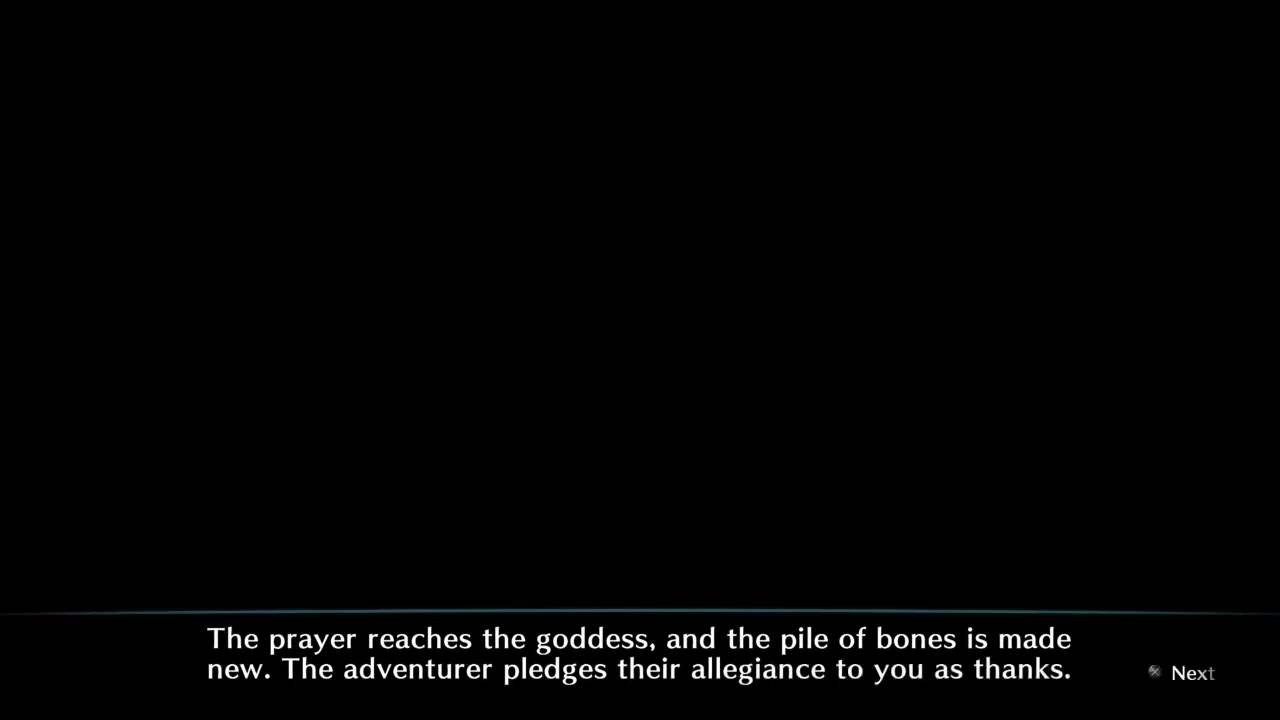 The prayer reaches the goddess, and the pile of bones is made
new. The adventurer pledges their allegiance to you as thanks.
Next